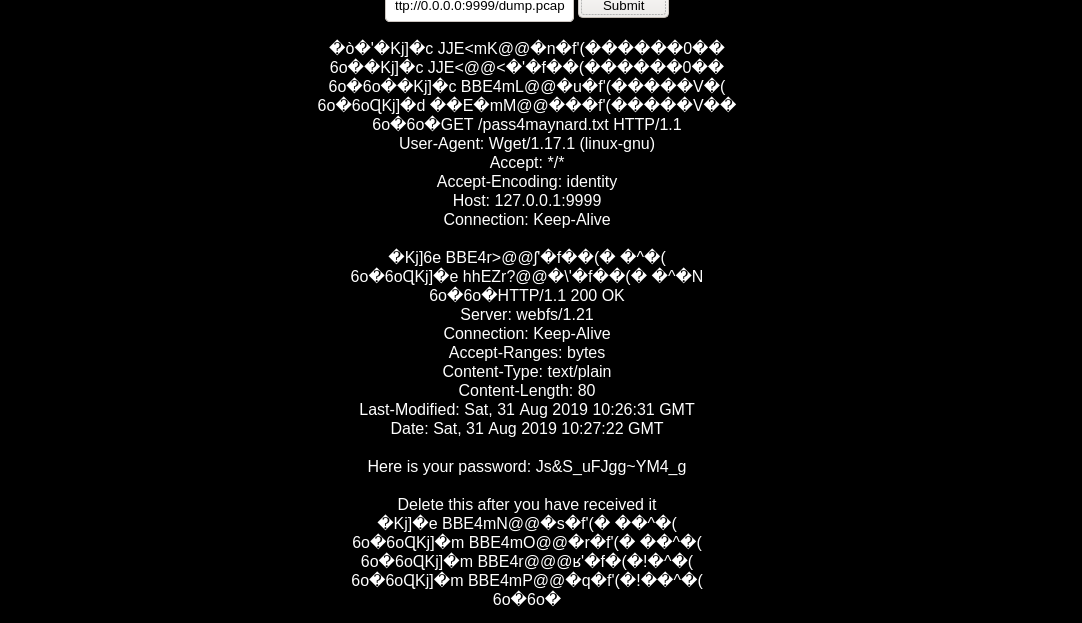 ttp://0.0.0.0:9999/dump.pcap Submit
�ò�'�Kj]�c JJE<mK@@�n�f'(������0��
6o��Kj]�c JJE<@@<�'�f��(������0��
6o�6o��Kj]�c BBE4mL@@�u�f'(�����V�(
6o�6oɊKj]�d ��E�mM@@���f'(�����V��
6o�6o�GET /pass4maynard.txt HTTP/1.1
User-Agent: Wget/1.17.1 (linux-gnu)
Accept: */*
Accept-Encoding: identity
Host: 127.0.0.1:9999
Connection: Keep-Alive
�Kj]6e BBE4r>@@ʃ'�f��(� �^�(
6o�6oɊKj]�e hhEZr?@@�\'�f��(� �^�N
6o�6o�HTTP/1.1 200 OK
Server: webfs/1.21
Connection: Keep-Alive
Accept-Ranges: bytes
Content-Type: text/plain
Content-Length: 80
Last-Modified: Sat, 31 Aug 2019 10:26:31 GMT
Date: Sat, 31 Aug 2019 10:27:22 GMT
Here is your password: Js&S_uFJgg~YM4_g
Delete this after you have received it
�Kj]�e BBE4mN@@�s�f'(� ��^�(
6o�6oɊKj]�m BBE4mO@@�r�f'(� ��^�(
6o�6oɊKj]�m BBE4r@@@ʁ'�f�(�!�^�(
6o�6oɊKj]�m BBE4mP@@�q�f'(�!��^�(
6o�6o�